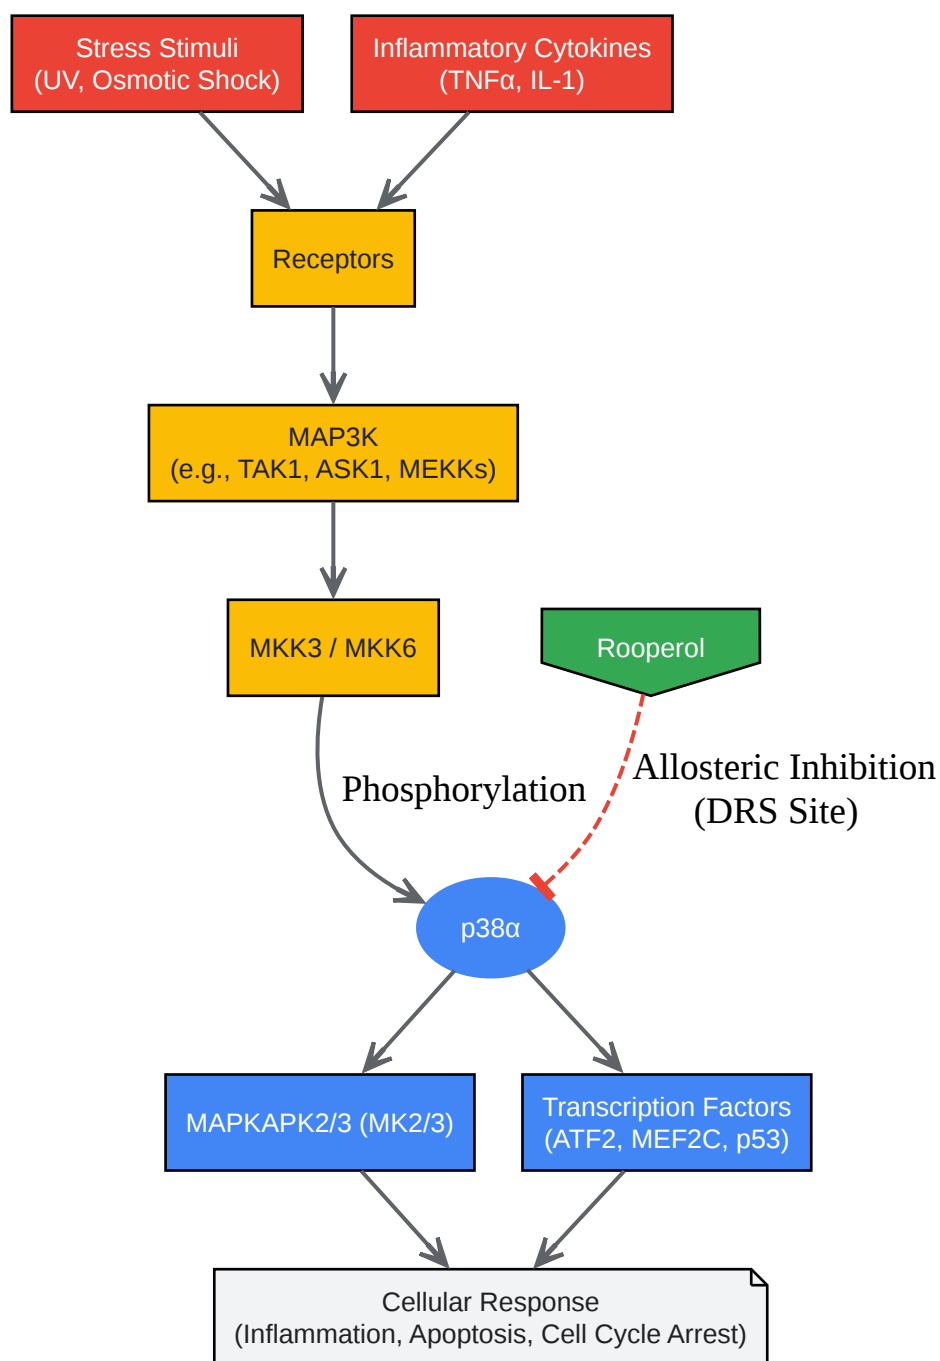 Stress Stimuli
(UV, Osmotic Shock)
Inflammatory Cytokines
(TNFα, IL-1)
Receptors
MAP3K
(e.g., TAK1, ASK1, MEKKs)
MKK3 / MKK6
Rooperol
Phosphorylation
Allosteric Inhibition
(DRS Site)
p38α
MAPKAPK2/3 (MK2/3)
Transcription Factors
(ATF2, MEF2C, p53)
Cellular Response
(Inflammation, Apoptosis, Cell Cycle Arrest)